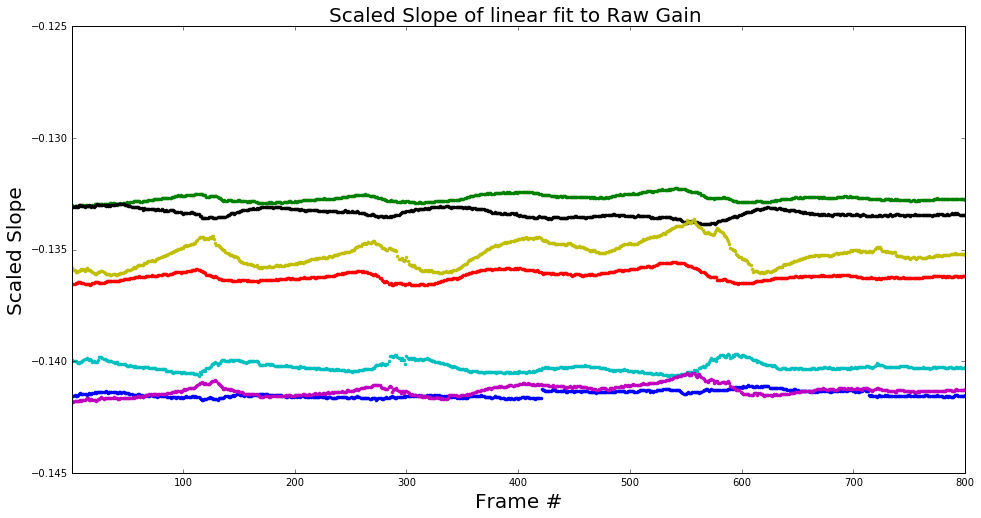 Scaled Slope of linear fit to Raw Gain
−0.125
−0.130
−0.135
−0.140
−0.145
Scaled Slope
100 200 300 400 500 600 700 800
Frame #